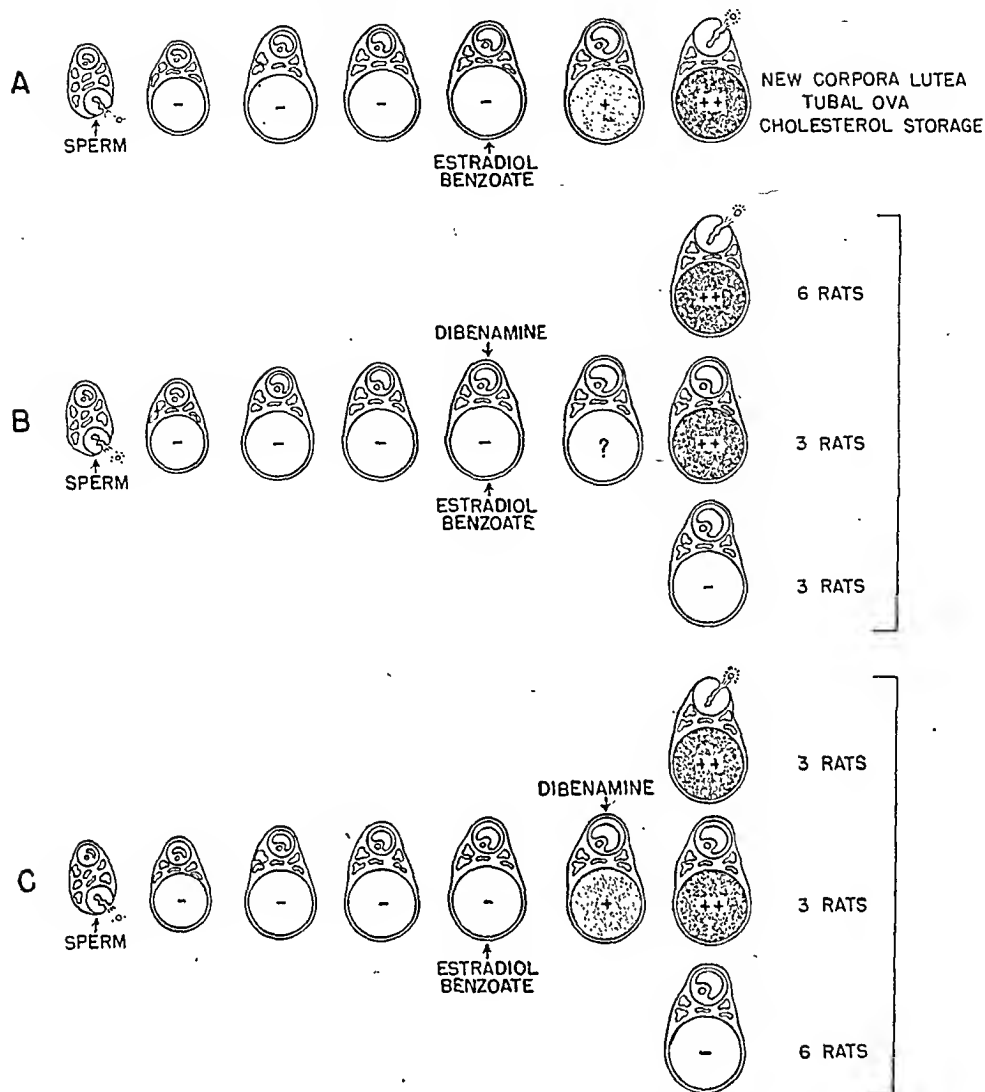 A
SPERM
-
-
-
-
+
++
ESTRADIOL
BENZOATE
NEW CORPORA LUTEA
TUBAL OVA
CHOLESTEROL STORAGE
++
6 RATS
B
SPERM
-
-
-
DIBENAMINE
-
ESTRADIOL
BENZOATE
?
++
3 RATS
-
3 RATS
++
3 RATS
C
SPERM
-
-
-
-
ESTRADIOL
BENZOATE
DIBENAMINE
+
++
3 RATS
-
6 RATS